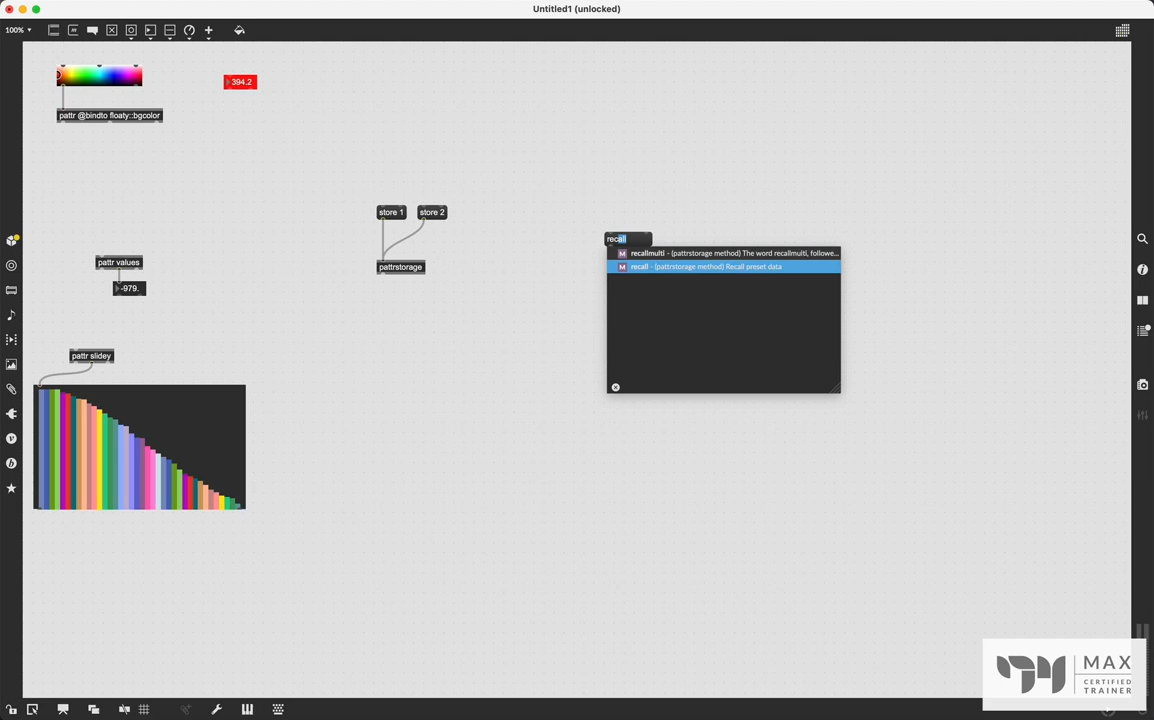 Untitled1 (unlocked)
100%
394.2
pattr @bindto floaty::bgcolor
store 1
store 2
pattr values
pattrstorage
-979.
recall
recallmulti - (pattrstorage method) The word recallmulti, followe...
recall - (pattrstorage method) Recall preset data
pattr slidey
MAX
CERTIFIED
TRAINER